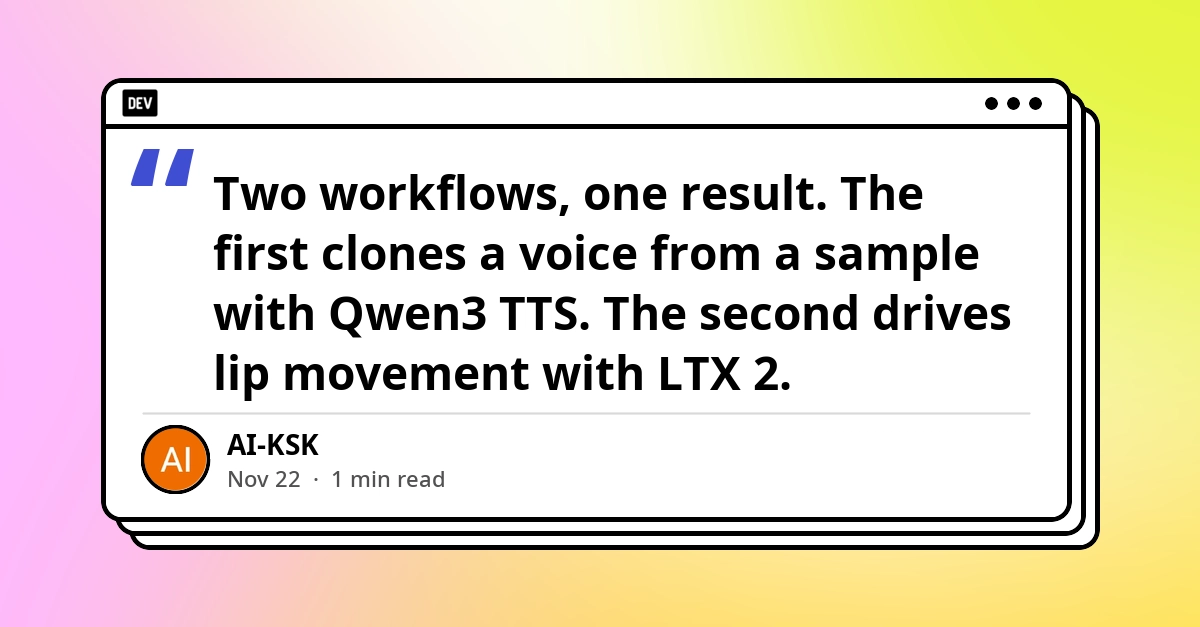 DEV
“
Two workflows, one result. The
first clones a voice from a sample
with Qwen3 TTS. The second drives
lip movement with LTX 2.
AI
AI-KSK
Nov 22 · 1 min read